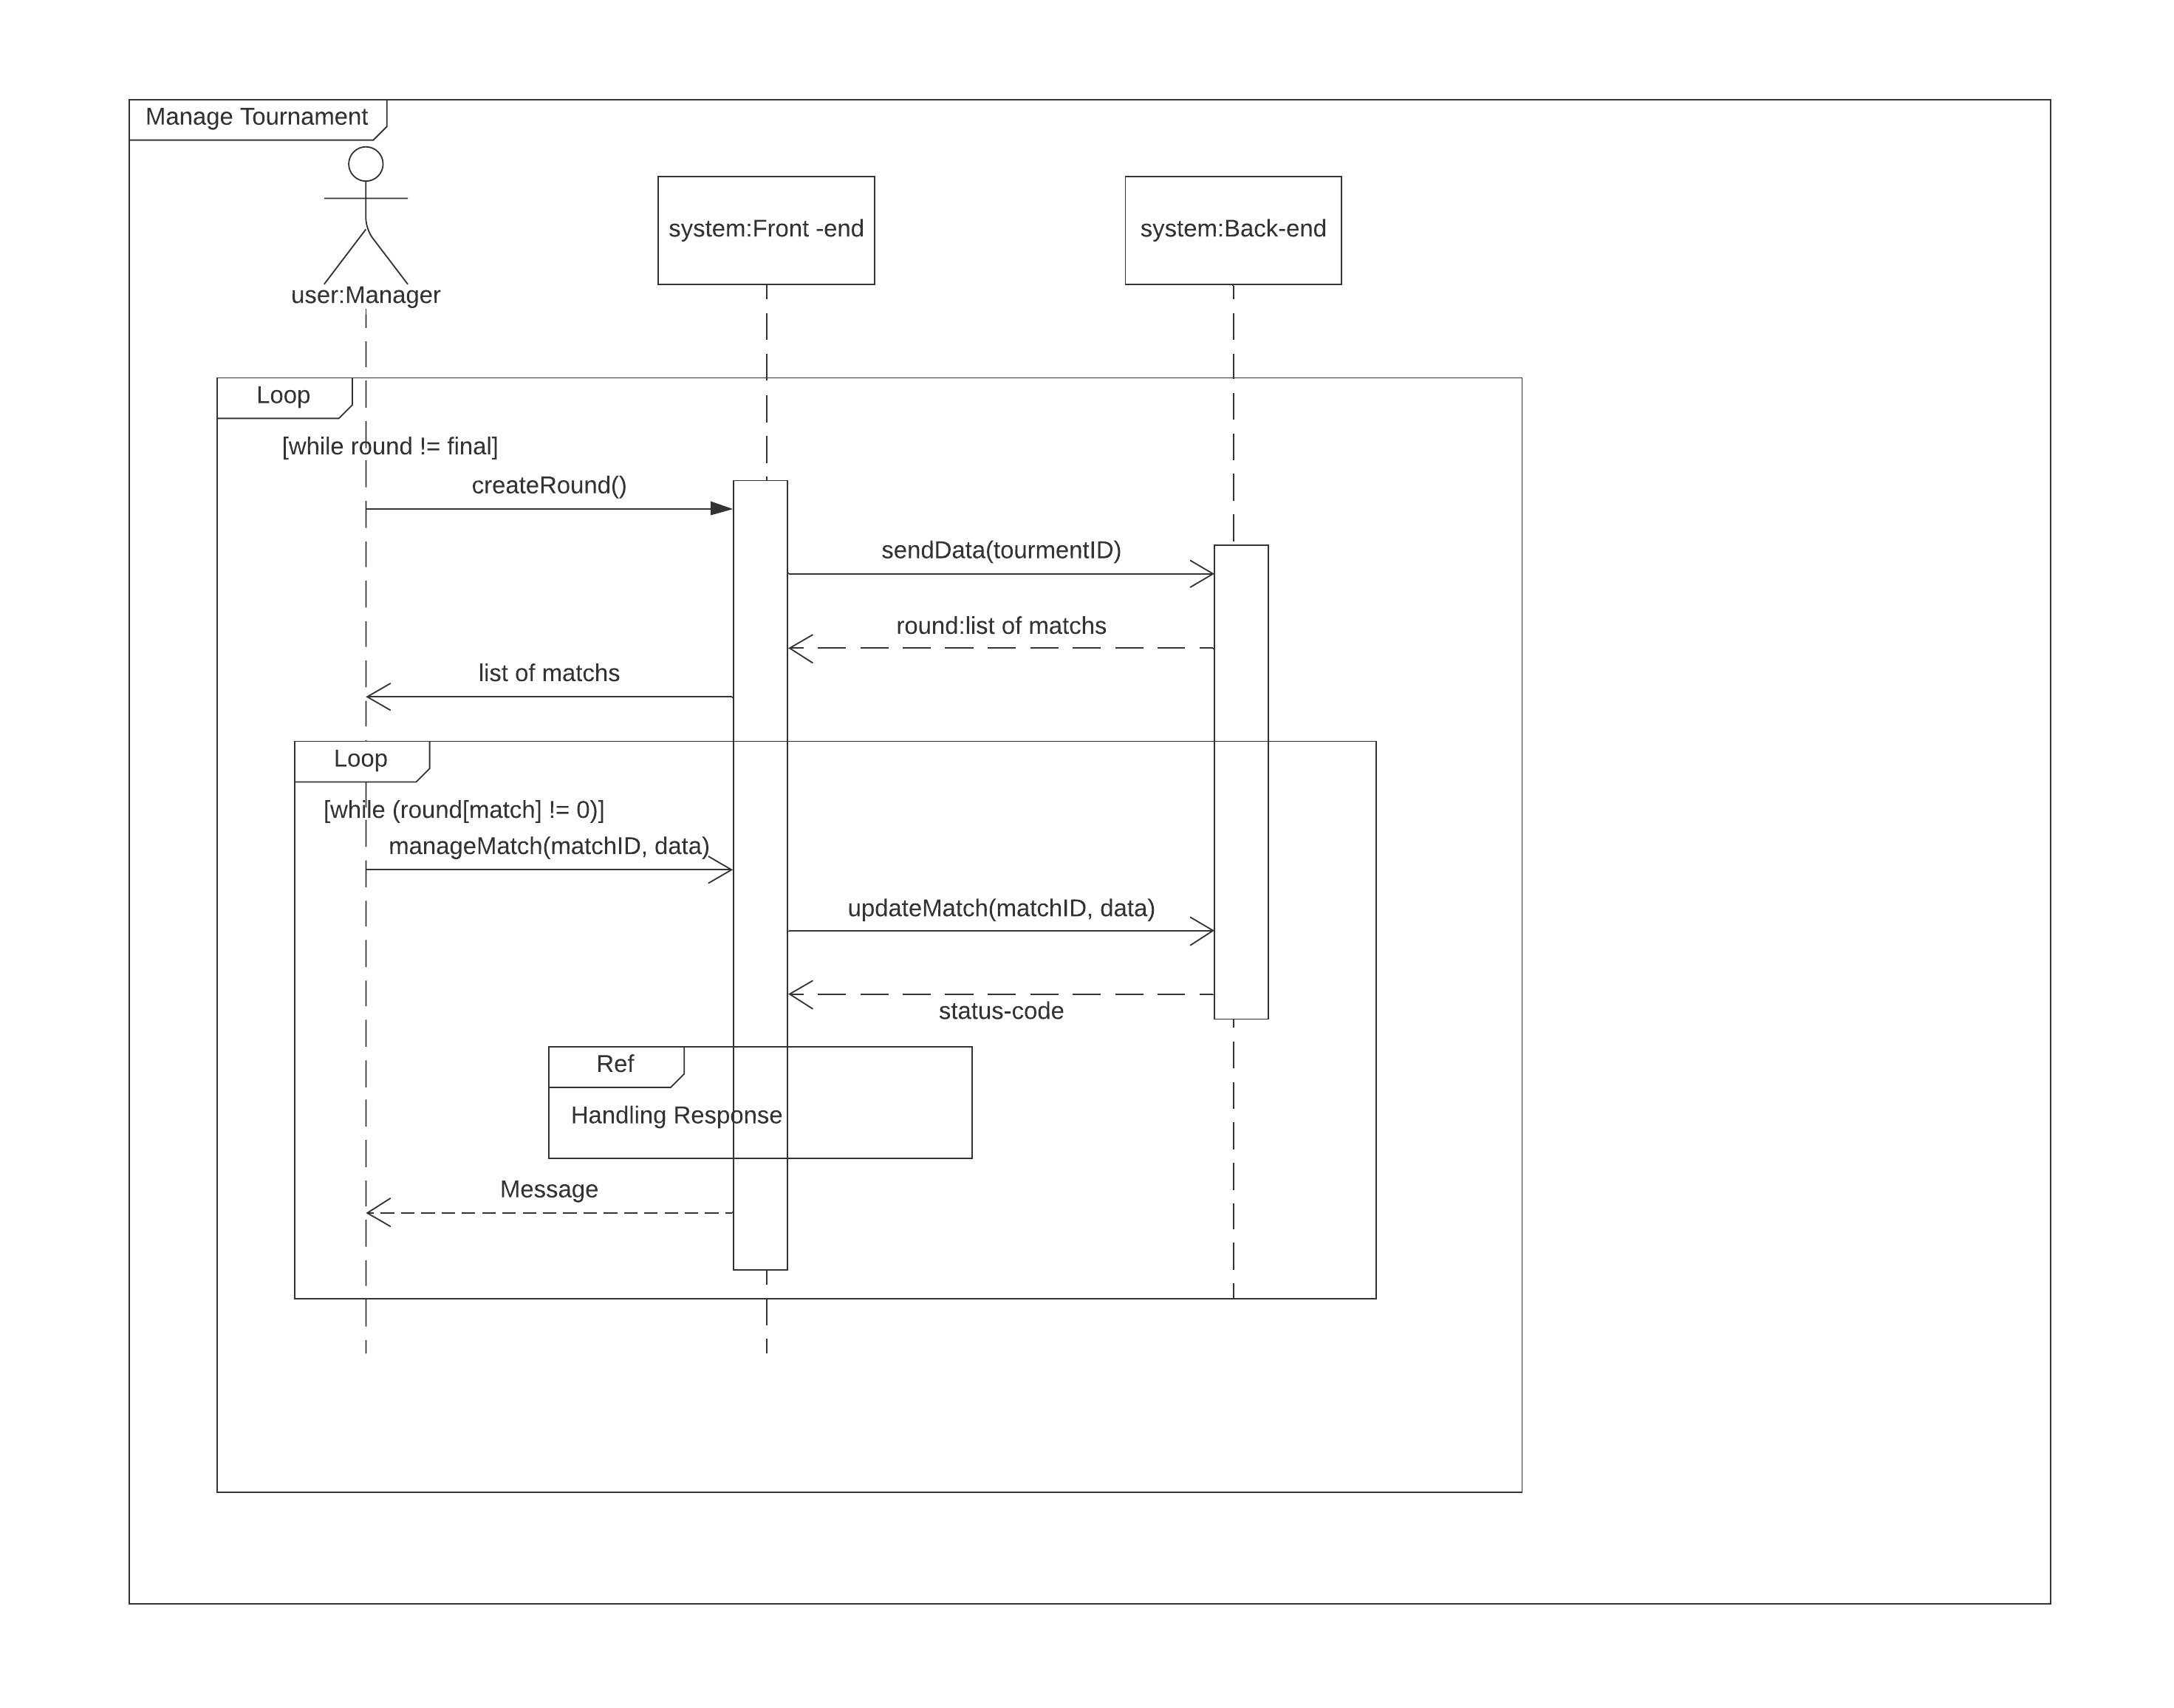 Manage Tournament
user:Manager
system:Front -end
system:Back-end
Loop
[while round != final]
createRound()
sendData(tourmentID)
round:list of matchs
list of matchs
Loop
[while (round[match] != 0)]
manageMatch(matchID, data)
updateMatch(matchID, data)
status-code
Ref
Handling Response
Message